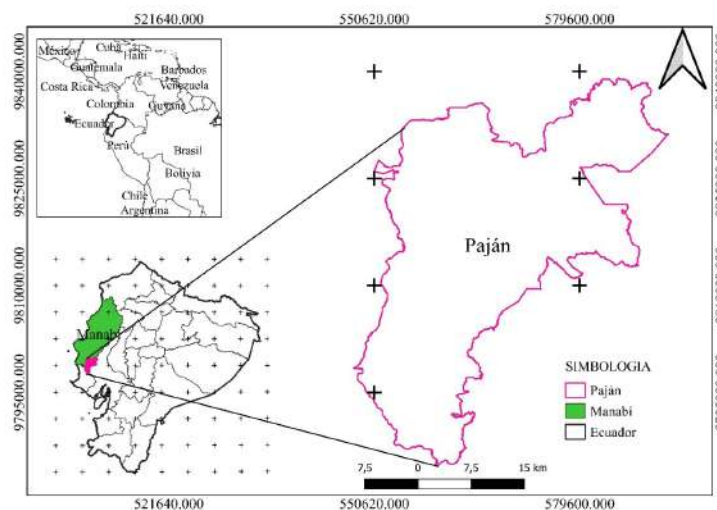 521640.000 550620.000 579600.000
México
Cuba
Haití
Guatemala
Barbados
Costa Rica
Venezuela
Colombia
Guyana
Ecuador
Perú
Brasil
Bolivia
Chile
Argentina
9840000.000
9825000.000
9810000.000
9795000.000
Paján
Manabí
SIMBOLOGIA
Paján
Manabí
Ecuador
7,5 0 7,5 15 km
521640.000 550620.000 579600.000